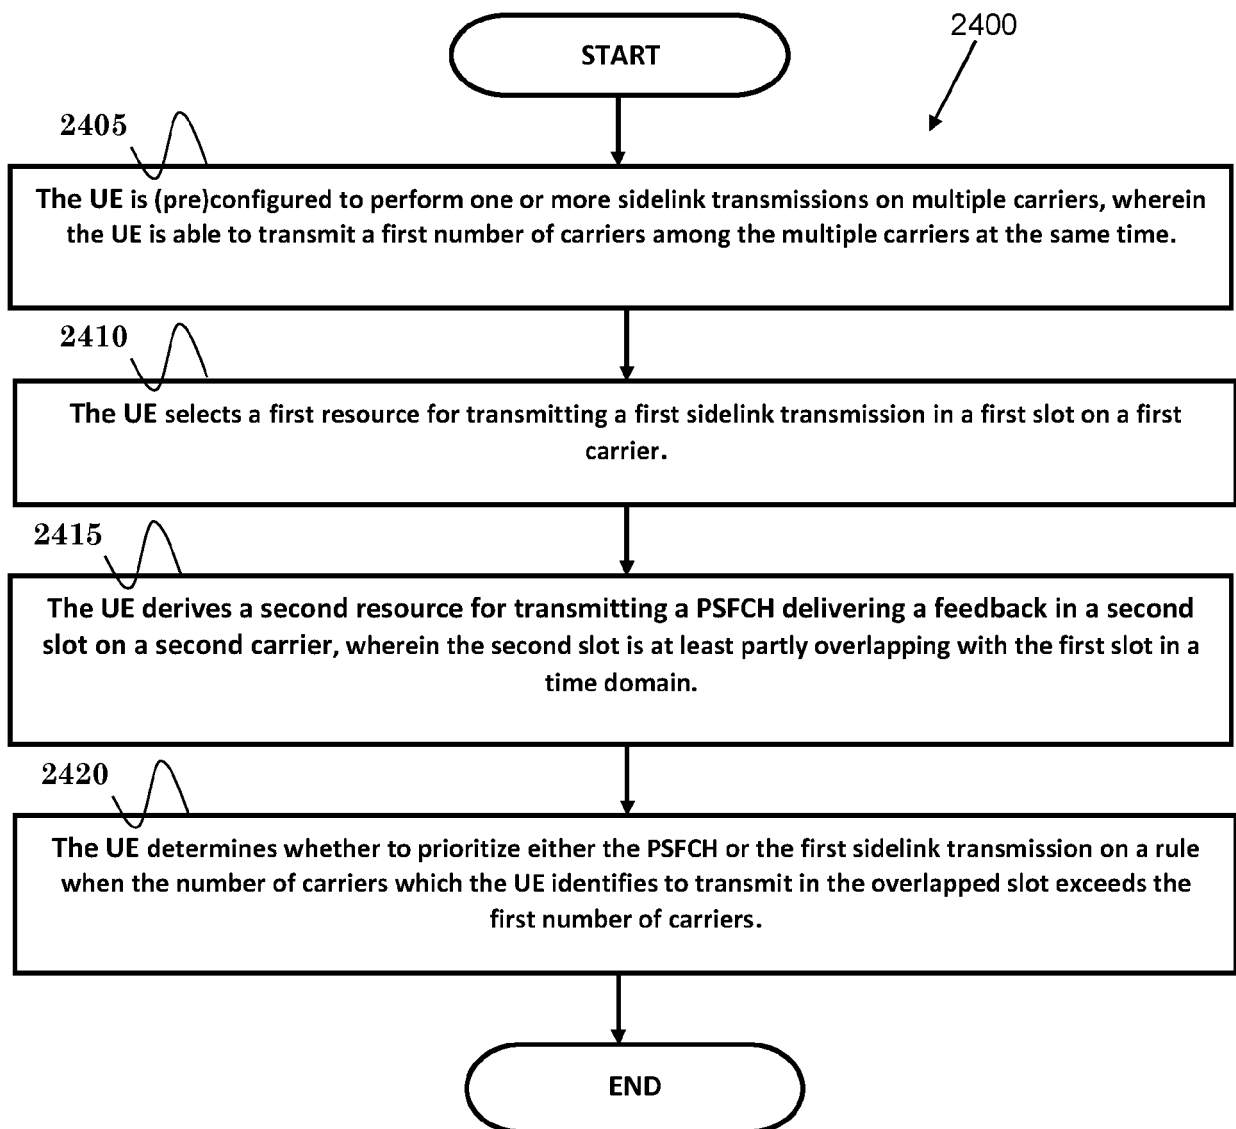 START
2400
2405
The UE is (pre)configured to perform one or more sidelink transmissions on multiple carriers, wherein
the UE is able to transmit a first number of carriers among the multiple carriers at the same time.
2410
The UE selects a first resource for transmitting a first sidelink transmission in a first slot on a first
carrier.
2415
The UE derives a second resource for transmitting a PSFCH delivering a feedback in a second
slot on a second carrier, wherein the second slot is at least partly overlapping with the first slot in a
time domain.
2420
The UE determines whether to prioritize either the PSFCH or the first sidelink transmission on a rule
when the number of carriers which the UE identifies to transmit in the overlapped slot exceeds the
first number of carriers.
END